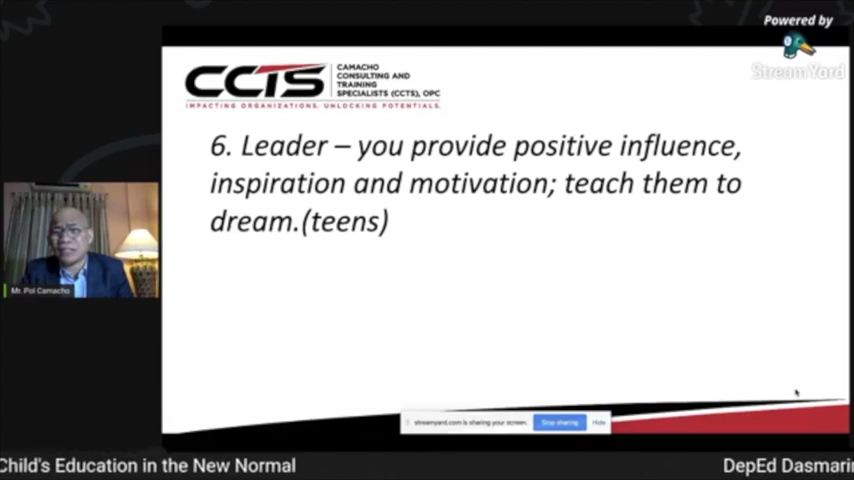 Powered by
StreamYard
CCTS
CAMACHO
CONSULTING AND
TRAINING
SPECIALISTS (CCTS), OPC
IMPACTING ORGANIZATIONS. UNLOCKING POTENTIALS.
6. Leader – you provide positive influence,
inspiration and motivation; teach them to
dream.(teens)
Mr. Pol Camacho
streamyard.com is sharing your screen.
Stop sharing
Hide
Child's Education in the New Normal
DepEd Dasmarin